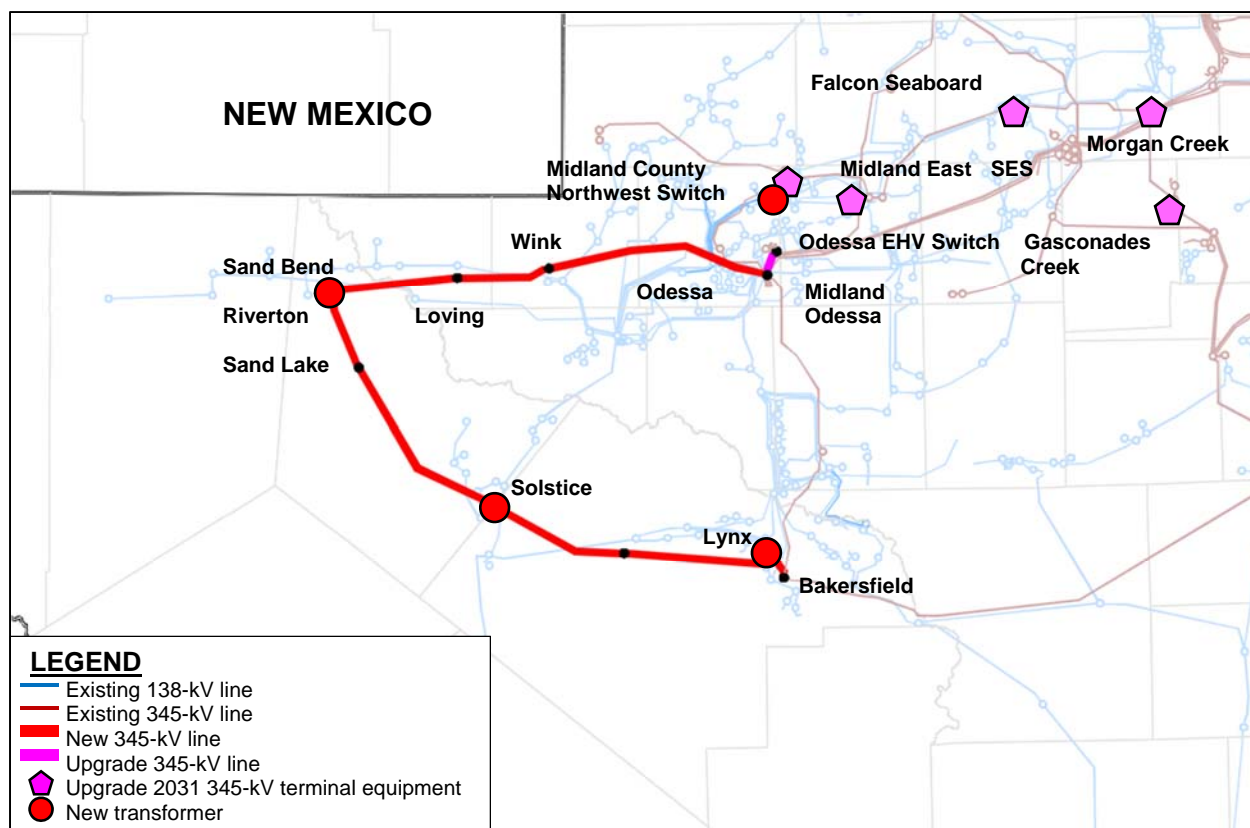 NEW MEXICO
Falcon Seaboard
Morgan Creek
Midland County
Northwest Switch
Midland East
SES
Wink
Odessa EHV Switch
Gasconades
Creek
Sand Bend
Odessa
Midland
Odessa
Riverton
Loving
Sand Lake
Solstice
Lynx
Bakersfield
LEGEND
Existing 138-kV line
Existing 345-kV line
New 345-kV line
Upgrade 345-kV line
Upgrade 2031 345-kV terminal equipment
New transformer